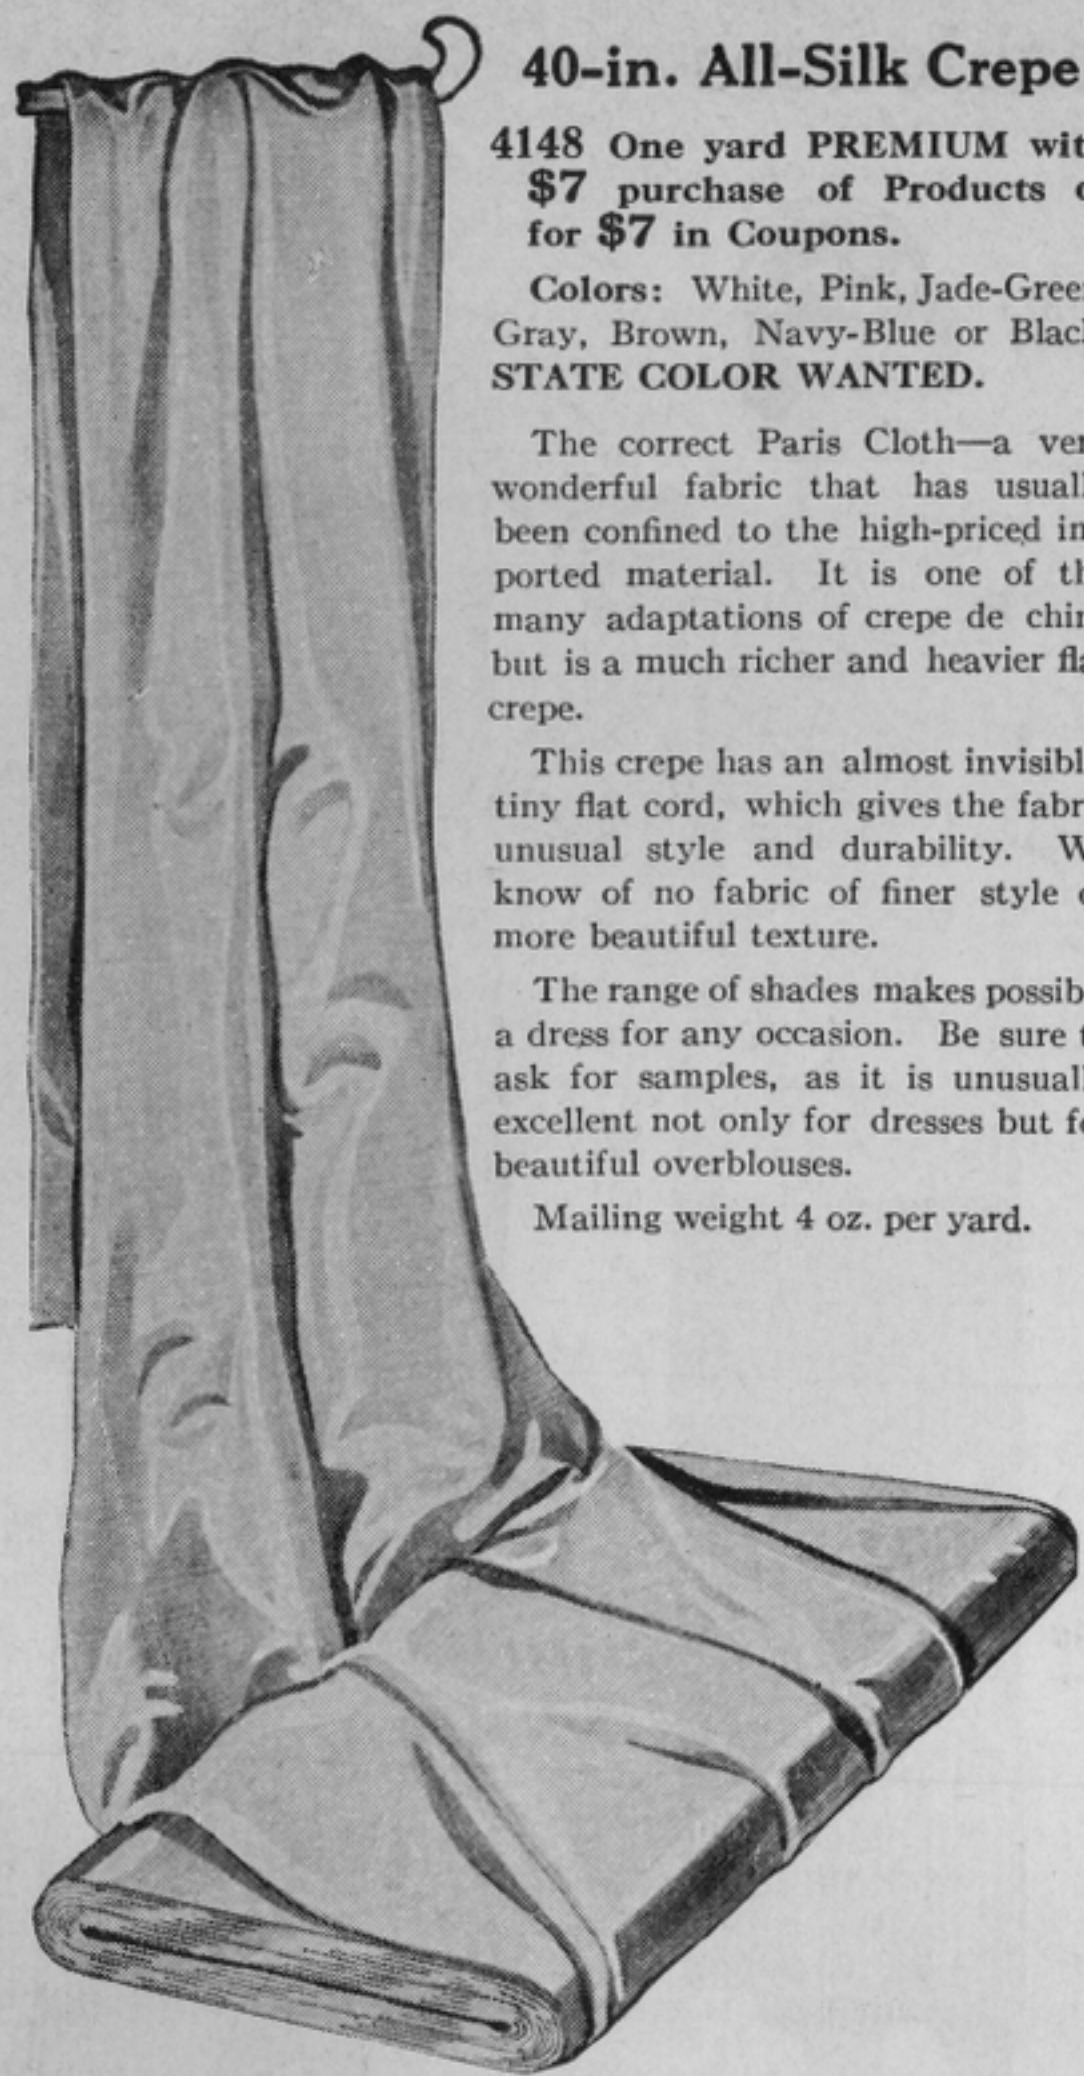 40-in. All-Silk Crepe
4148 One yard PREMIUM wit
$7 purchase of Products o
for $7 in Coupons.
Colors: White, Pink, Jade-Gree
Gray, Brown, Navy-Blue or Blac
STATE COLOR WANTED.
The correct Paris Cloth—a ver
wonderful fabric that has usuall
been confined to the high-priced im
ported material. It is one of th
many adaptations of crepe de chin
but is a much richer and heavier fla
crepe.
This crepe has an almost invisibl
tiny flat cord, which gives the fabr
unusual style and durability. W
know of no fabric of finer style o
more beautiful texture.
The range of shades makes possib
a dress for any occasion. Be sure t
ask for samples, as it is unusuall
excellent not only for dresses but fo
beautiful overblouses.
Mailing weight 4 oz. per yard.